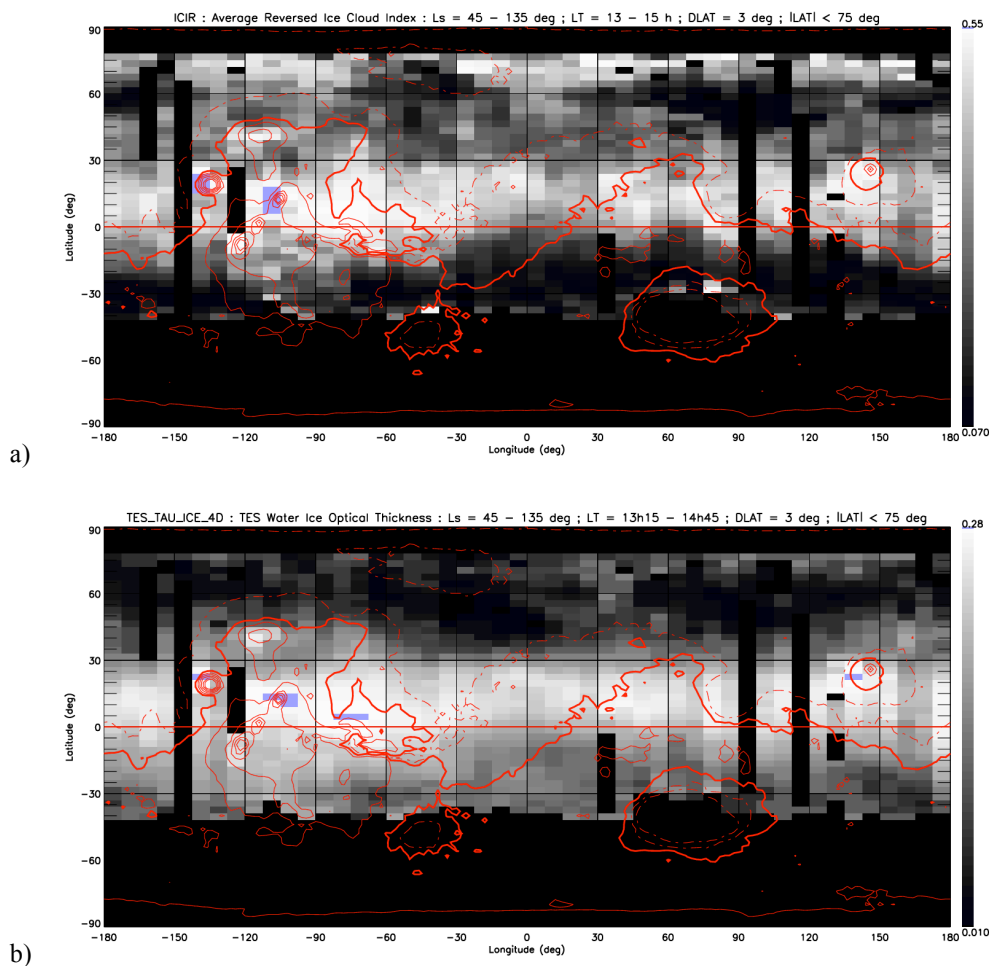 ICIR : Average Reversed Ice Cloud Index : Ls = 45 – 135 deg ; LT = 13 – 15 h ; DLAT = 3 deg ; |LAT| < 75 deg
90
60
30
0
−30
−60
−90
Latitude (deg)
−180 −150 −120 −90 −60 −30 0 30 60 90 120 150 180
Longitude (deg)
0.55
0.070
a)
TES_TAU_ICE_4D : TES Water Ice Optical Thickness : Ls = 45 – 135 deg ; LT = 13h15 – 14h45 ; DLAT = 3 deg ; |LAT| < 75 deg
90
60
30
0
−30
−60
−90
Latitude (deg)
−180 −150 −120 −90 −60 −30 0 30 60 90 120 150 180
Longitude (deg)
0.28
0.010
b)